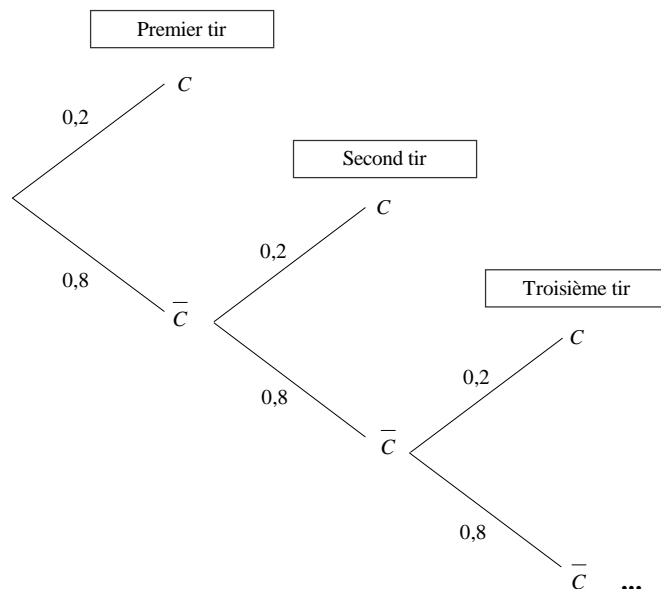 Premier tir
C
0,2
Second tir
C
0,2
0,8
Troisième tir
C̅
C
0,2
0,8
C̅
0,8
C̅ ...